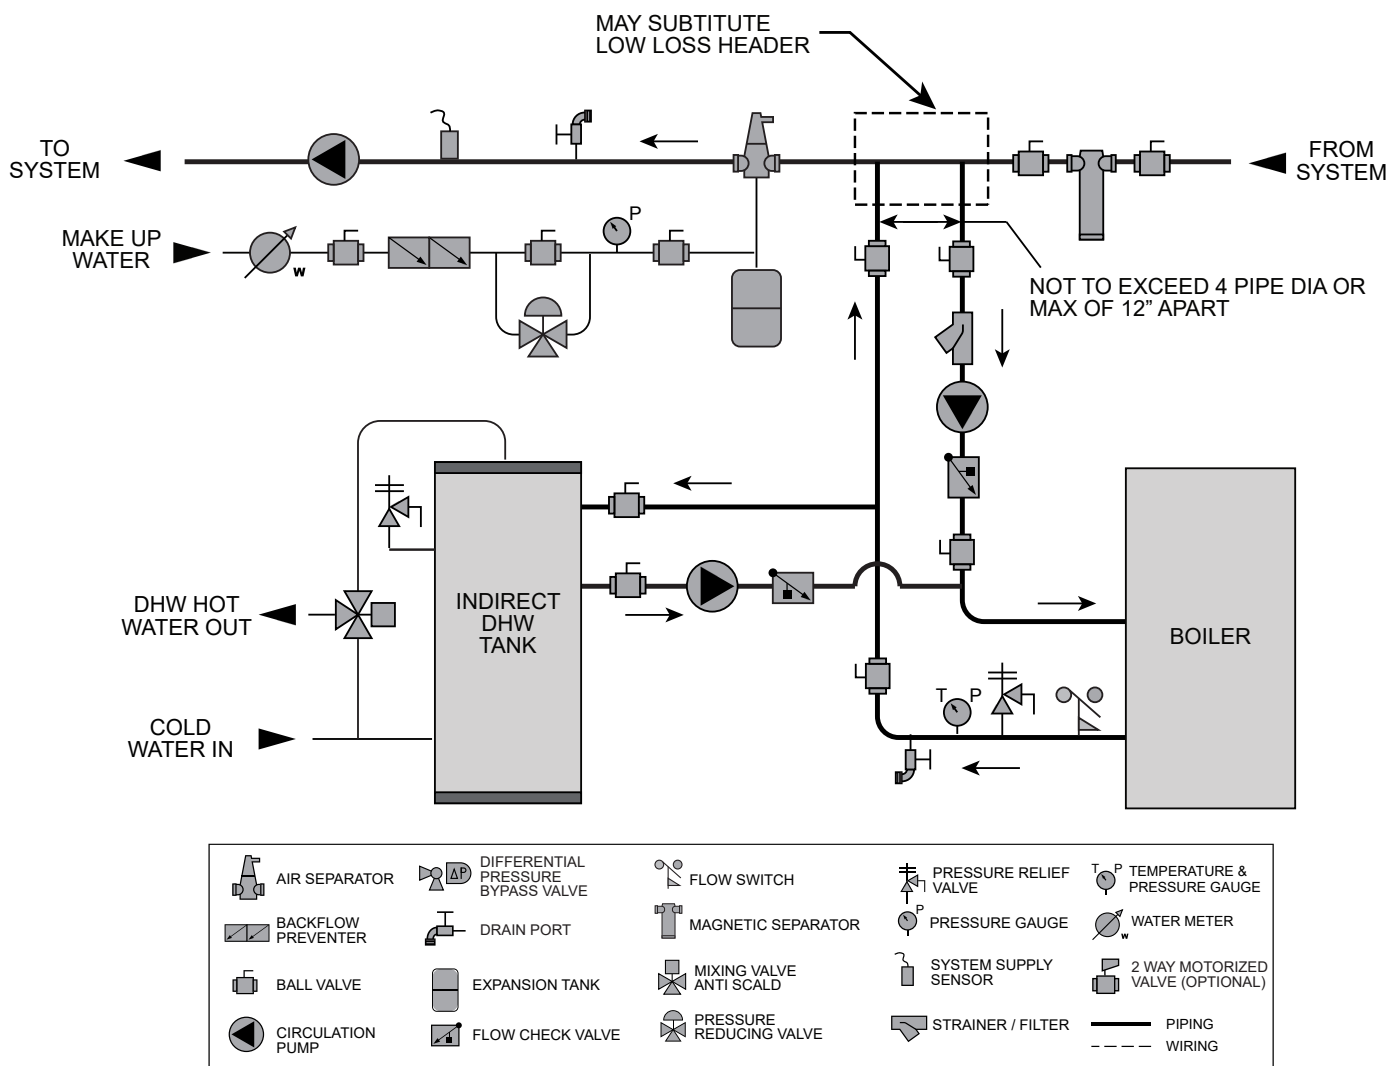 MAY SUBTITUTE
LOW LOSS HEADER
TO
SYSTEM
FROM
SYSTEM
MAKE UP
WATER
W
P
NOT TO EXCEED 4 PIPE DIA OR
MAX OF 12” APART
DHW HOT
WATER OUT
INDIRECT
DHW
TANK
BOILER
COLD
WATER IN
T P
AIR SEPARATOR
BACKFLOW
PREVENTER
BALL VALVE
CIRCULATION
PUMP
ΔP
DIFFERENTIAL
PRESSURE
BYPASS VALVE
DRAIN PORT
EXPANSION TANK
FLOW CHECK VALVE
FLOW SWITCH
MAGNETIC SEPARATOR
MIXING VALVE
ANTI SCALD
PRESSURE
REDUCING VALVE
PRESSURE RELIEF
VALVE
P
PRESSURE GAUGE
SYSTEM SUPPLY
SENSOR
STRAINER / FILTER
T P
TEMPERATURE &
PRESSURE GAUGE
W
WATER METER
2 WAY MOTORIZED
VALVE (OPTIONAL)
PIPING
WIRING